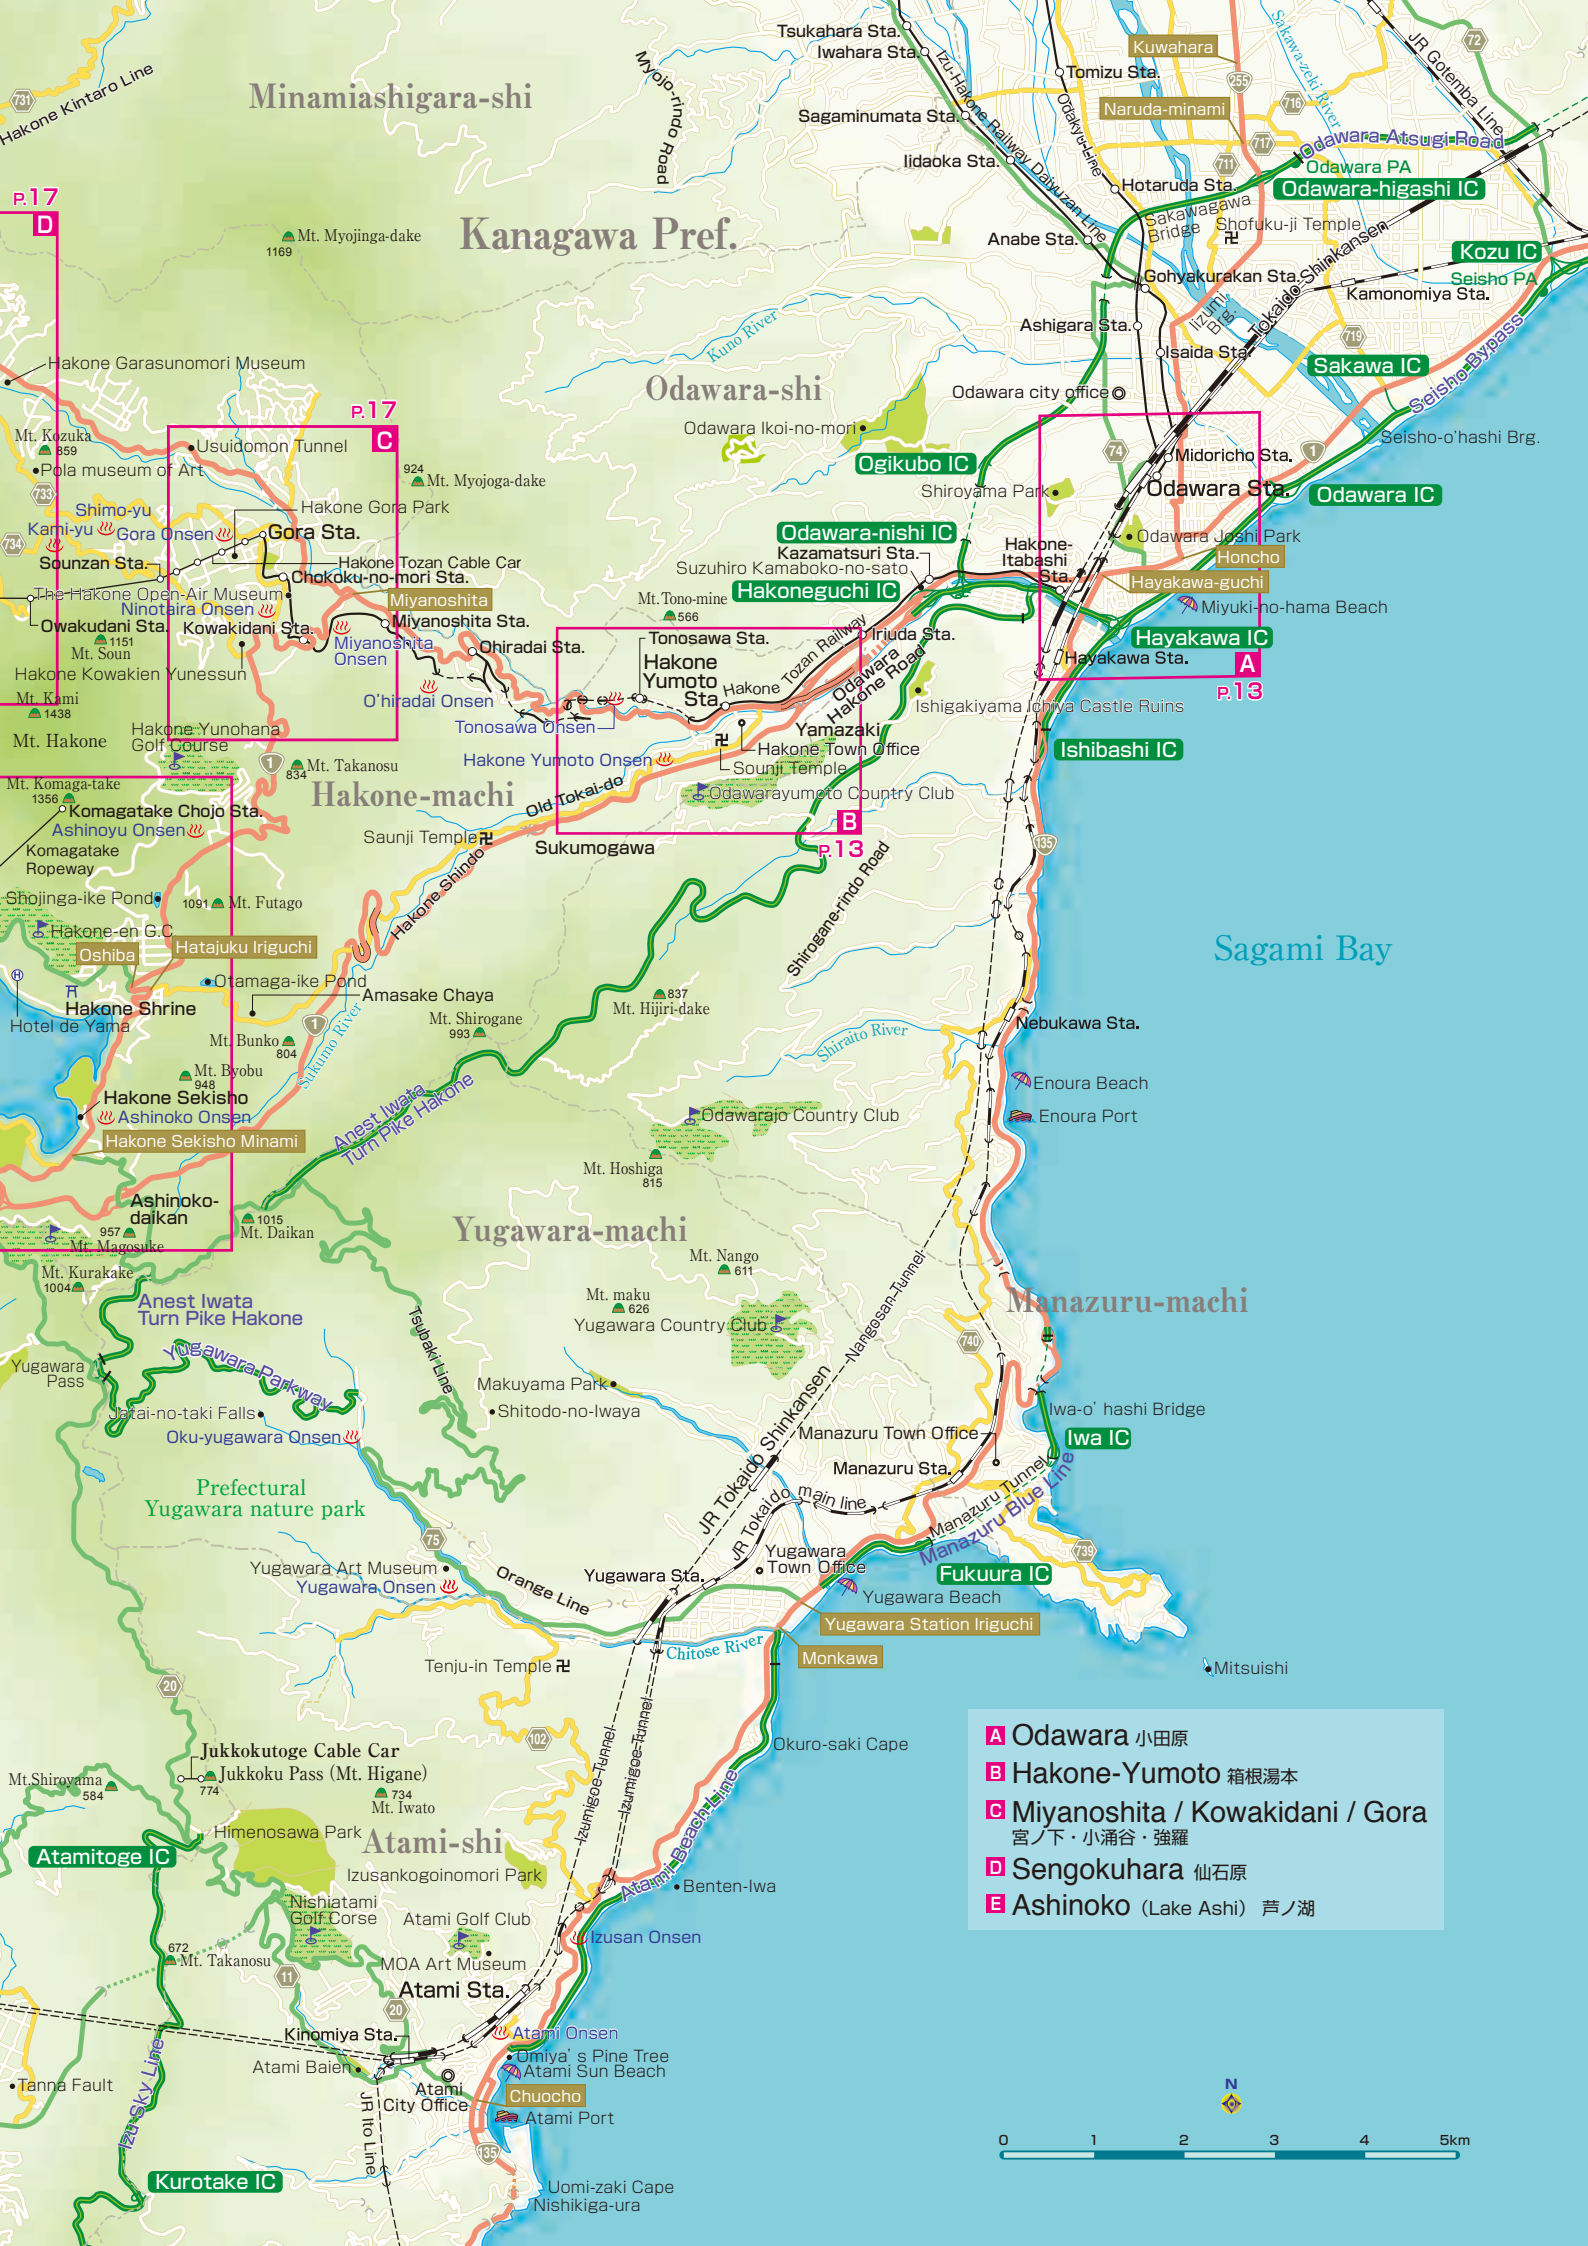 Tsukahara Sta.
Iwahara Sta.
Kuwahara
72
JR Gotemba Line
Sakawa-zeki River
Tomizu Sta.
255
Minamiashigara-shi
Myojo-rindo Road
Izu-Hakone Railway Daiyuzan Line
Odakyu-Line
Hakone Kintaro Line
731
Sagaminumata Sta.
Naruda-minami
716
717
711
Odawara Atsugi Road
Iidaoka Sta.
Odawara PA
Hotaruda Sta.
Odawara-higashi IC
P.17
D
Mt. Myojinga-dake
1169
Kanagawa Pref.
Anabe Sta.
Sakawagawa
Bridge
Shofuku-ji Temple
Tokaido-Shinkansen
Kozu IC
Seisho PA
Gohyakurakan Sta.
Kamonomiya Sta.
Kuno River
Ashigara Sta.
Iizumi
Brg.
719
Isaida Sta.
Sakawa IC
Seisho Bypass
Hakone Garasunomori Museum
Odawara-shi
Odawara city office
P.17
C
Odawara Ikoi-no-mori
Mt. Kozuka
859
Usuidomon Tunnel
Pola museum of Art
924
Mt. Myojoga-dake
Ogikubo IC
74
1
Seisho-o'hashi Brg.
Midoricho Sta.
733
Shimo-yu
Kami-yu
Gora Onsen
Hakone Gora Park
Gora Sta.
Shiroyama Park
Odawara Sta.
Odawara IC
734
Sounzan Sta.
Hakone Tozan Cable Car
Chokoku-no-mori Sta.
Odawara-nishi IC
Kazamatsuri Sta.
Hakone-
Itabashi
Sta.
Odawara Joshi Park
Honcho
Suzuhiro Kamaboko-no-sato
Hayakawa-guchi
The Hakone Open-Air Museum
Ninotaira Onsen
Miyanoshita
Mt.Tono-mine
566
Hakoneguchi IC
Miyuki-no-hama Beach
Owakudani Sta.
1151
Mt. Soun
Kowakidani Sta.
Miyanoshita Sta.
Miyanoshita
Onsen
Ohiradai Sta.
Tonosawa Sta.
Iriuda Sta.
Hayakawa IC
Hakone
Yumoto
Sta.
Hakone Tozan Railway
Odawara
Hakone Road
Hayakawa Sta.
A
P.13
Hakone Kowakien Yunessun
Mt. Kami
1438
O'hiradai Onsen
Ishigakiyama Ichiya Castle Ruins
Tonosawa Onsen
Yamazaki
Mt. Hakone
Hakone Yunohana
Golf Course
Hakone Town Office
Ishibashi IC
Hakone Yumoto Onsen
Sounji Temple
1
834
Mt. Takanosu
Mt. Komaga-take
1356
Hakone-machi
Old Tokai-do
Odawarayumoto Country Club
Komagatake Chojo Sta.
Ashinoyu Onsen
B
P.13
Saunji Temple
Sukumogawa
135
Komagatake
Ropeway
Shojinga-ike Pond
1091
Mt. Futago
Hakone Shindo
Shirogane-rindo Road
Hakone-en G.C
Oshiba
Hatajuku Iriguchi
Sagami Bay
Otamaga-ike Pond
Hakone Shrine
Amasake Chaya
837
Mt. Hijiri-dake
Hotel de Yama
1
Sukumo River
Mt. Shirogane
993
Shiraito River
Nebukawa Sta.
Mt. Bunko
804
Mt. Byobu
948
Enoura Beach
Hakone Sekisho
Ashinoko Onsen
Anest Iwata
Turn Pike Hakone
Odawarajo Country Club
Enoura Port
Hakone Sekisho Minami
Mt. Hoshiga
815
Ashinoko-
daikan
957
Mt. Magosuke
1015
Mt. Daikan
Yugawara-machi
Mt. Nango
611
Mt. Kurakake
1004
Nangosan-Tunnel
Manazuru-machi
Anest Iwata
Turn Pike Hakone
Mt. maku
626
Yugawara Country Club
Tsubaki Line
740
Yugawara
Pass
Yugawara Parkway
Makuyama Park
Shitodo-no-Iwaya
Jatai-no-taki Falls
Iwa-o' hashi Bridge
Oku-yugawara Onsen
Manazuru Town Office
Iwa IC
JR Tokaido Shinkansen
Manazuru Sta.
Prefectural
Yugawara nature park
JR Tokaido main line
Manazuru Tunnel
Manazuru Blue Line
75
739
Yugawara Art Museum
Yugawara Onsen
Orange Line
Yugawara Sta.
Yugawara
Town Office
Fukuura IC
Yugawara Beach
Yugawara Station Iriguchi
Chitose River
Monkawa
Tenju-in Temple
Mitsuishi
20
Izumigoe-Tunnel
Izumigoe-Tunnel
102
Okuro-saki Cape
Jukkokutoge Cable Car
Jukkoku Pass (Mt. Higane)
774
Mt.Shiroyama
584
734
Mt. Iwato
Atami Beach Line
Himenosawa Park
Atami-shi
Atamitoge IC
Izusankogoinomori Park
Benten-Iwa
Nishiatami
Golf Corse
Atami Golf Club
Izusan Onsen
672
Mt. Takanosu
MOA Art Museum
11
Atami Sta.
20
Kinomiya Sta.
Atami Onsen
Omiya' s Pine Tree
Atami Baien
Atami Sun Beach
Tanna Fault
Atami
City Office
Chuocho
Atami Port
Izu Sky Line
JR Ito Line
135
Kurotake IC
Uomi-zaki Cape
Nishikiga-ura
A Odawara 小田原
B Hakone-Yumoto 箱根湯本
C Miyanoshita / Kowakidani / Gora
宮ノ下・小涌谷・強羅
D Sengokuhara 仙石原
E Ashinoko (Lake Ashi) 芦ノ湖
N
0 1 2 3 4 5km